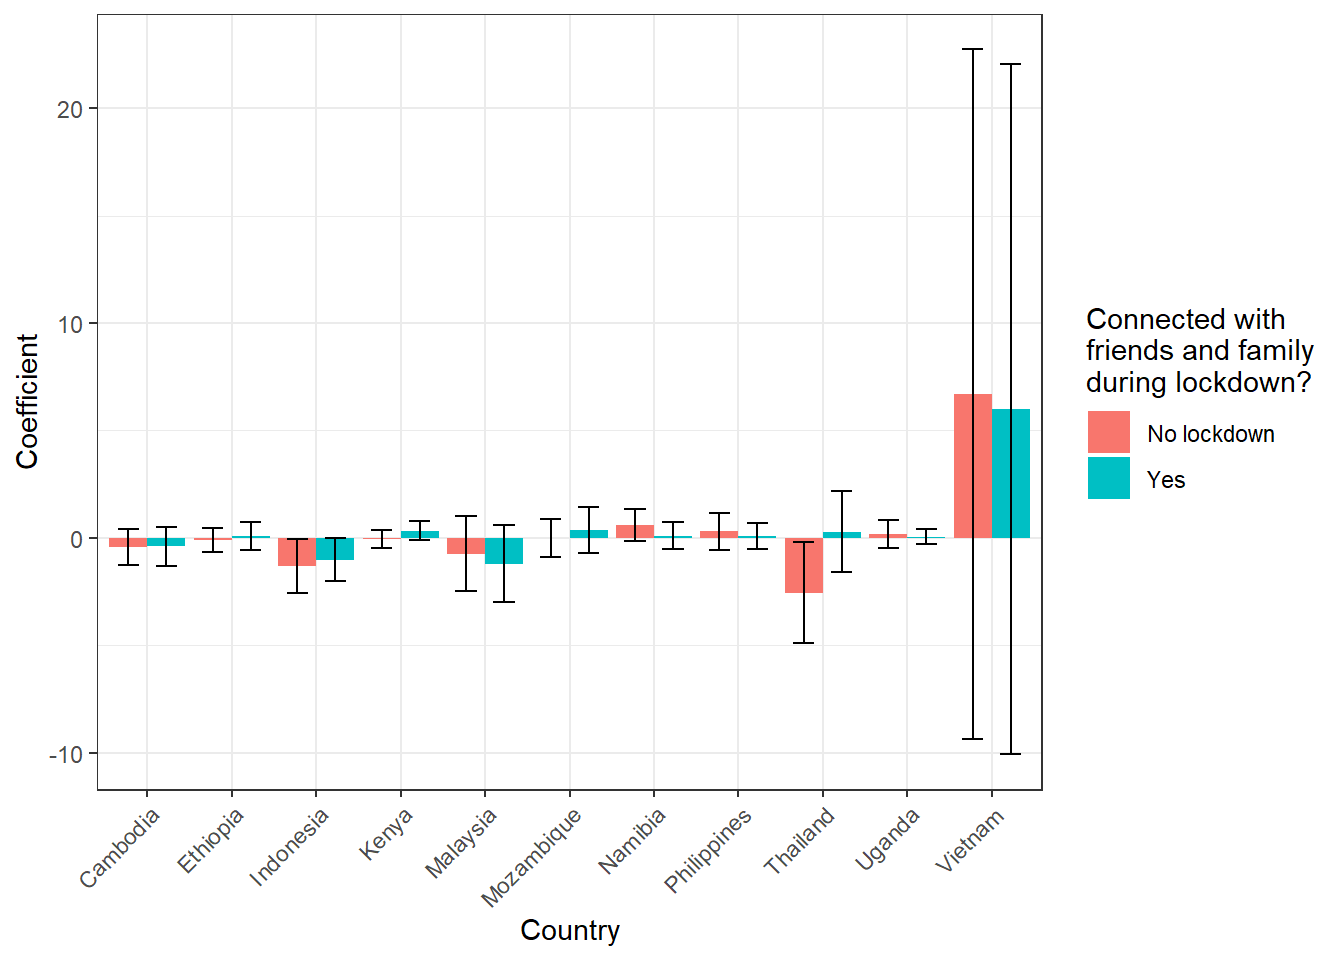 20
10
0
-10
Coefficient
Cambodia
Ethiopia
Indonesia
Kenya
Malaysia
Mozambique
Namibia
Philippines
Thailand
Uganda
Vietnam
Country
Connected with
friends and family
during lockdown?
No lockdown
Yes